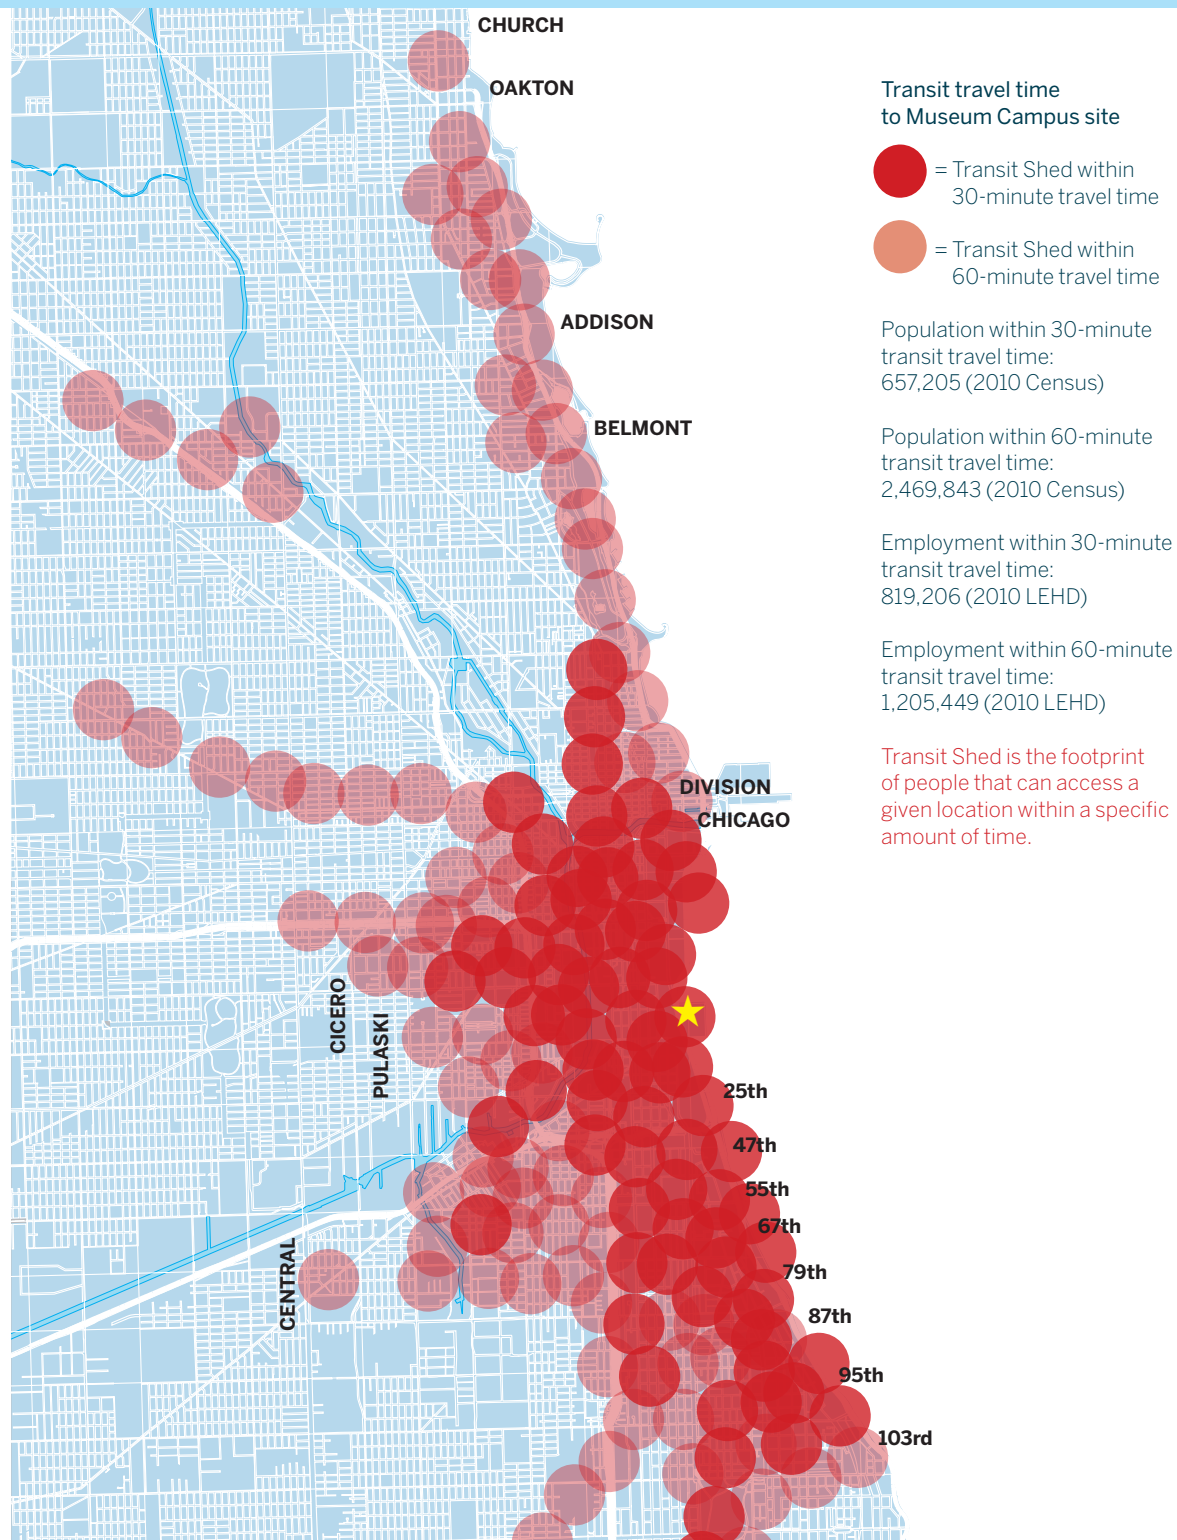 CHURCH
OAKTON
ADDISON
BELMONT
DIVISION
CHICAGO
CICERO
PULASKI
CENTRAL
25th
47th
55th
67th
79th
87th
95th
103rd
Transit travel time
to Museum Campus site
= Transit Shed within
30-minute travel time
= Transit Shed within
60-minute travel time
Population within 30-minute
transit travel time:
657,205 (2010 Census)
Population within 60-minute
transit travel time:
2,469,843 (2010 Census)
Employment within 30-minute
transit travel time:
819,206 (2010 LEHD)
Employment within 60-minute
transit travel time:
1,205,449 (2010 LEHD)
Transit Shed is the footprint
of people that can access a
given location within a specific
amount of time.